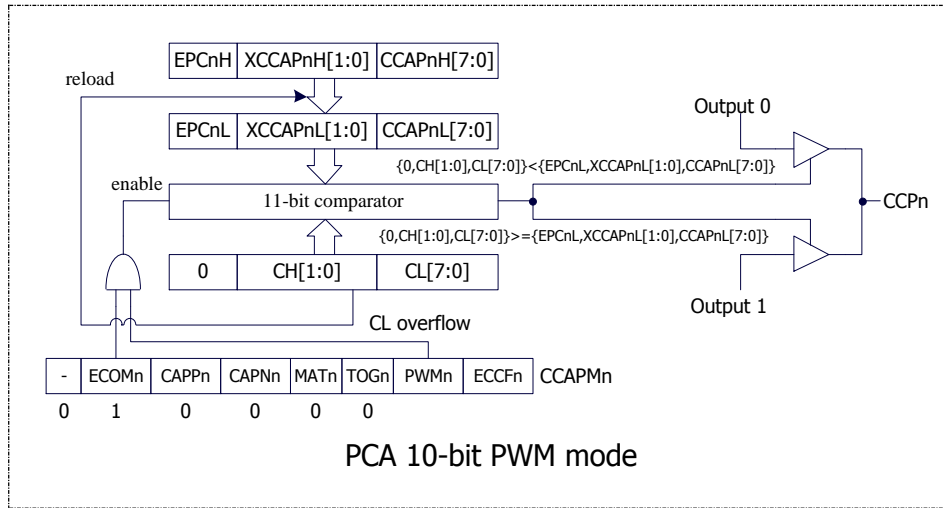 EPCnH XCCAPnH[1:0] CCAPnH[7:0]
reload
Output 0
EPCnL XCCAPnL[1:0] CCAPnL[7:0]
{0,CH[1:0],CL[7:0]}<{EPCnL,XCCAPnL[1:0],CCAPnL[7:0]}
enable
11-bit comparator
CCPn
{0,CH[1:0],CL[7:0]}>={EPCnL,XCCAPnL[1:0],CCAPnL[7:0]}
0 CH[1:0] CL[7:0]
Output 1
CL overflow
- ECOMn CAPPn CAPNn MATn TOGn PWMn ECCFn CCAPMn
0 1 0 0 0 0
PCA 10-bit PWM mode